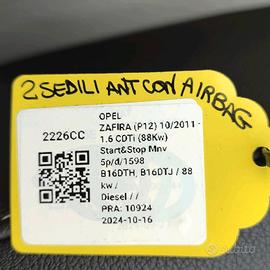 2 SEDILI ANT CON AIRBAG
OPEL
ZAFIRA (P12) 10/2011 -
2226CC
1.6 CDTi (88Kw)
Start&Stop Mnv
5p/d/1598
B16DTH, B16DTJ / 88
kw /
Diesel / /
PRA: 10924
2024-10-16
subito